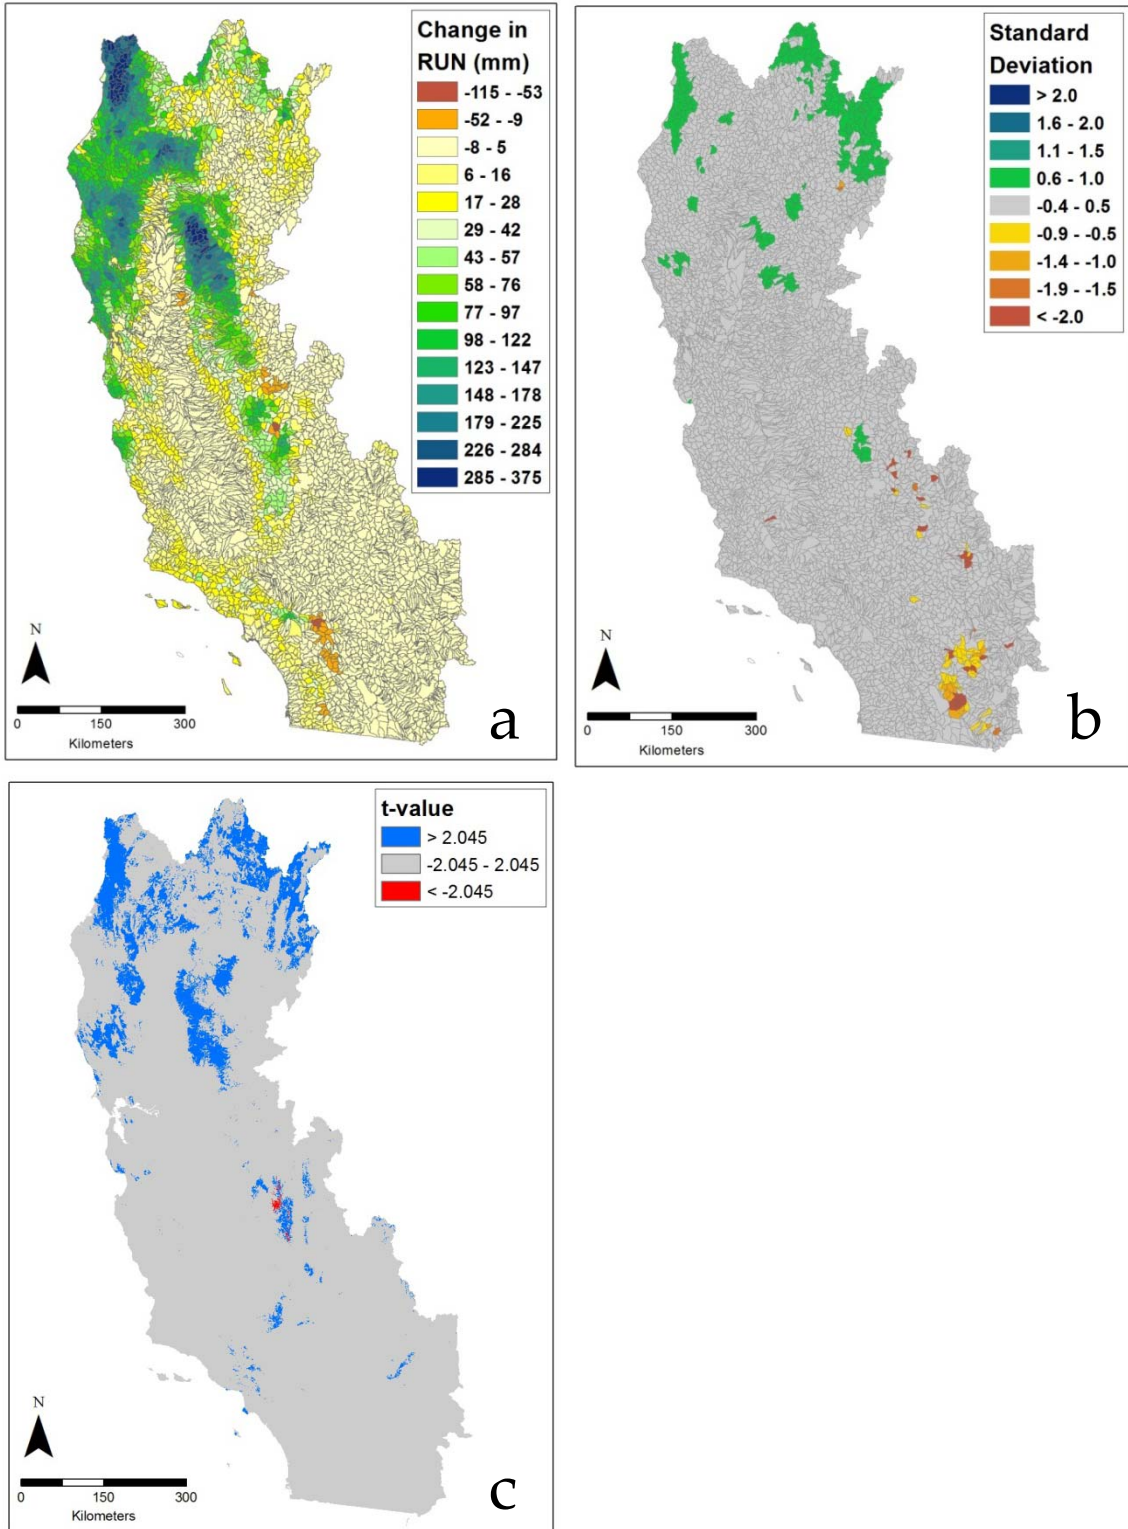 Change in
RUN (mm)
-115 - -53
-52 - -9
-8 - 5
6 - 16
17 - 28
29 - 42
43 - 57
58 - 76
77 - 97
98 - 122
123 - 147
148 - 178
179 - 225
226 - 284
285 - 375
N
0 150 300
Kilometers
a
Standard
Deviation
> 2.0
1.6 - 2.0
1.1 - 1.5
0.6 - 1.0
-0.4 - 0.5
-0.9 - -0.5
-1.4 - -1.0
-1.9 - -1.5
< -2.0
N
0 150 300
Kilometers
b
t-value
> 2.045
-2.045 - 2.045
< -2.045
N
0 150 300
Kilometers
c